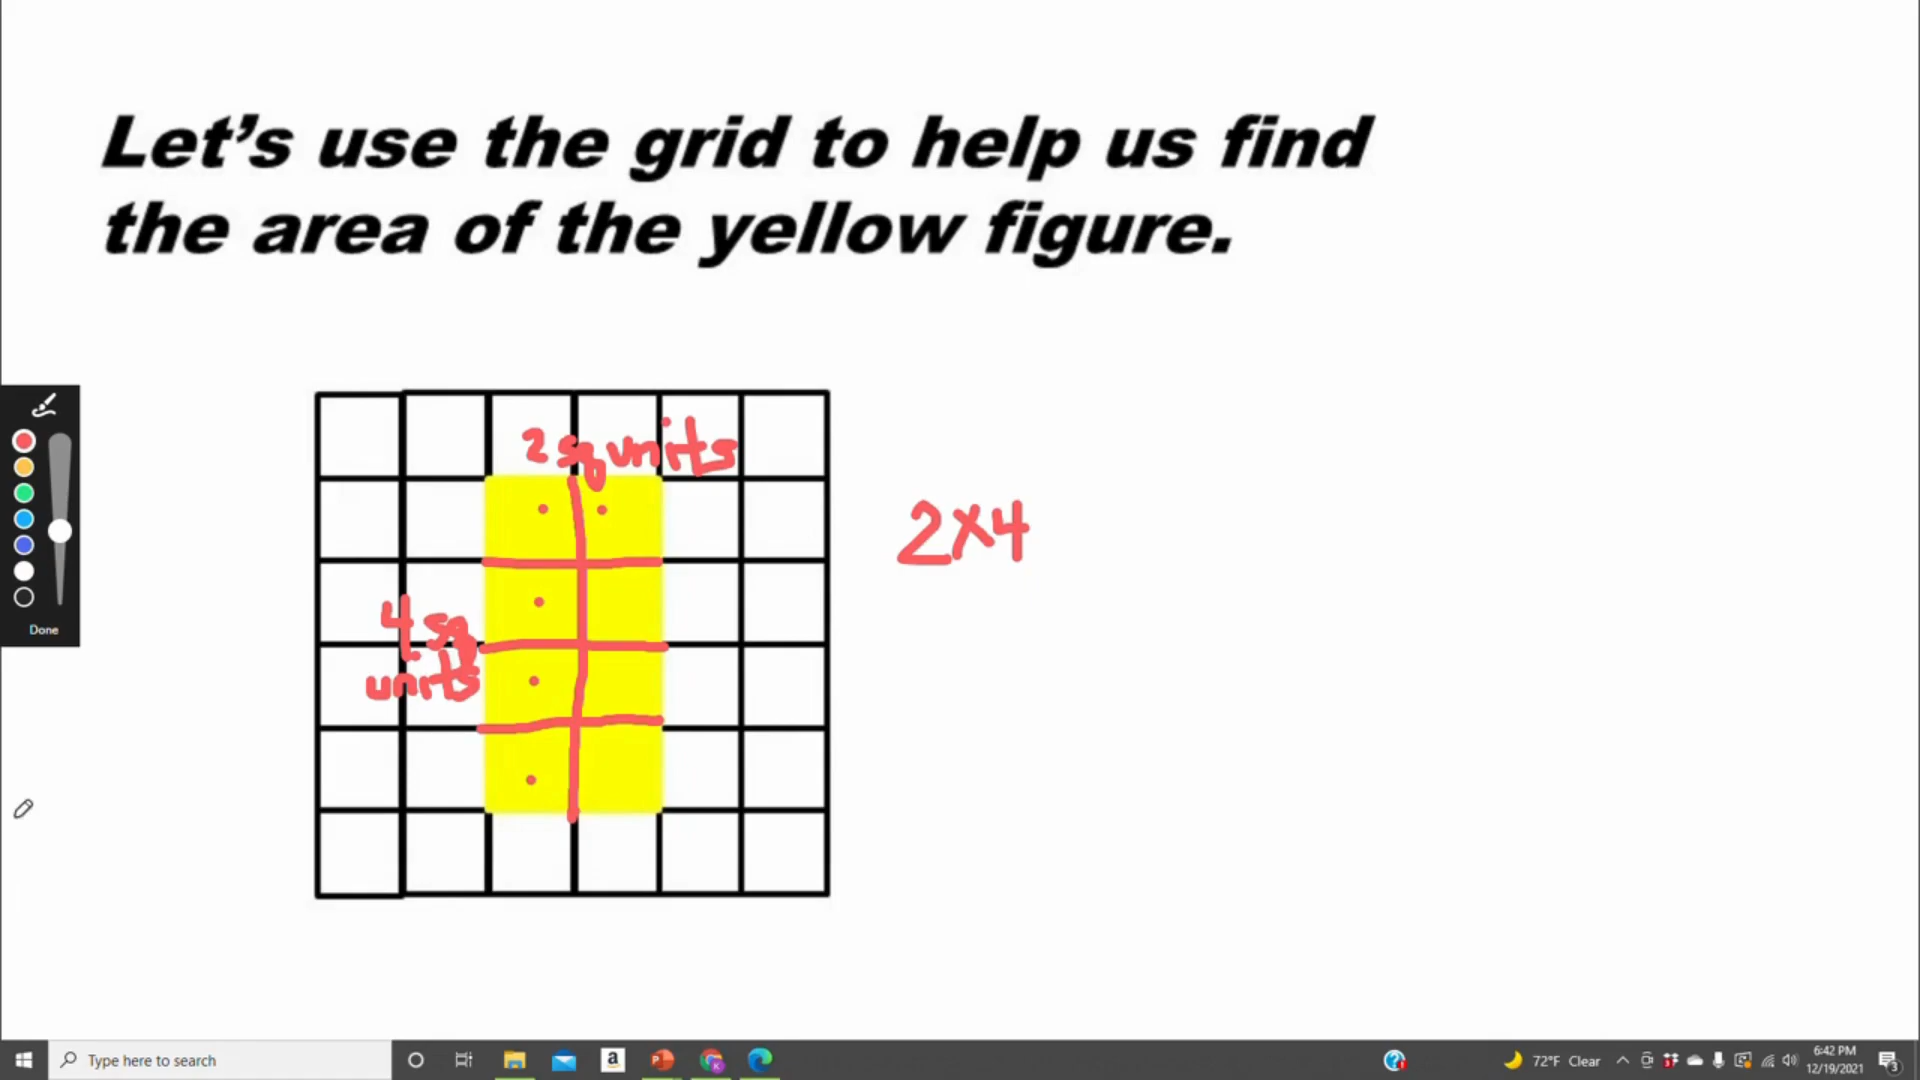 Let's use the grid to help us find
the area of the yellow figure.
2 sq units
2x4
4 sq
units
Done
Type here to search
a
72°F Clear
6:42 PM
12/19/2021
3